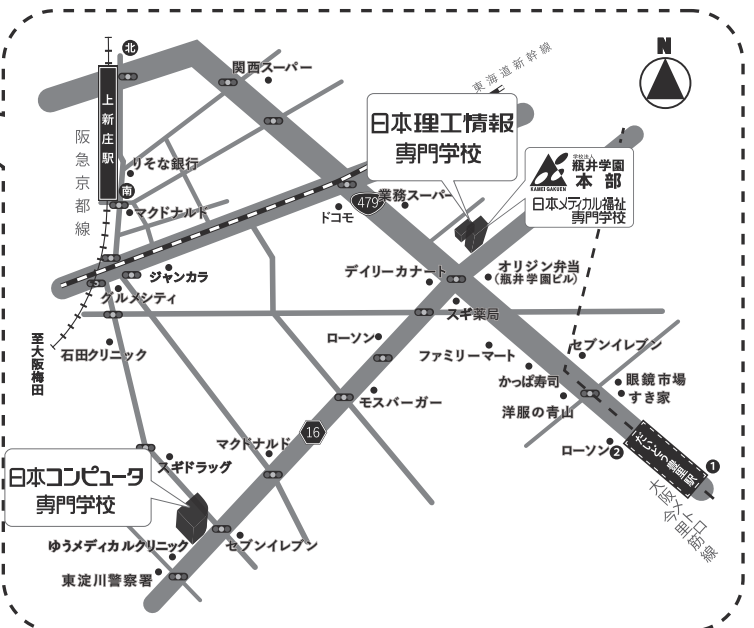 北
N
関西スーパー
東海道新幹線
上新庄駅
阪急京都線
日本理工情報
専門学校
学校法人
瓶井学園
本部
KAMEI GAKUEN
日本メディカル福祉
専門学校
りそな銀行
南
マクドナルド
479
業務スーパー
ドコモ
ジャンカラ
デイリーカナート
オリジン弁当
(瓶井学園ビル)
グルメシティ
スギ薬局
至大阪梅田
石田クリニック
ローソン
ファミリーマート
セブンイレブン
かっぱ寿司
眼鏡市場
すき家
モスバーガー
洋服の青山
16
マクドナルド
ローソン
2
1
だいどう豊里駅
大阪メトロ
今里筋線
スギドラッグ
日本コンピュータ
専門学校
ゆうメディカルクリニック
セブンイレブン
東淀川警察署